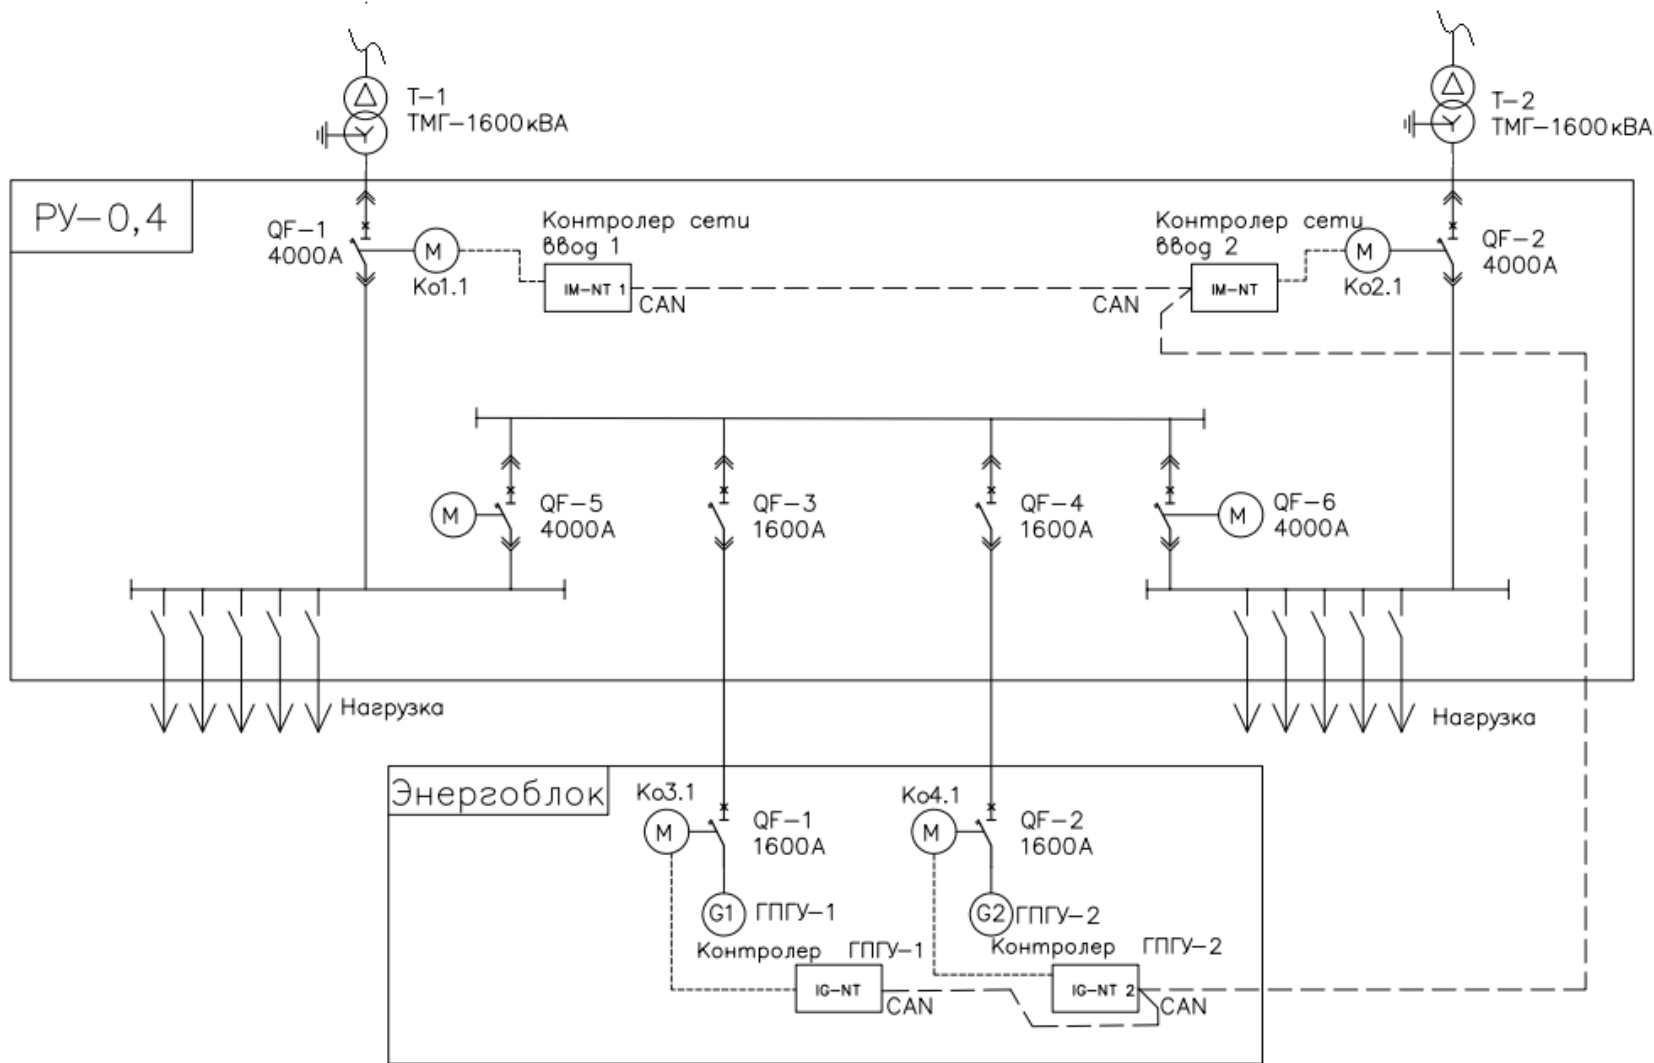 Т-1
ТМГ-1600кВА
Т-2
ТМГ-1600кВА
РУ-0,4
QF-1
4000А
М
Ко1.1
Контролер сети
ввод 1
IM-NT 1
CAN
Контролер сети
ввод 2
CAN
IM-NT
М
Ко2.1
QF-2
4000А
М
QF-5
4000А
QF-3
1600А
QF-4
1600А
QF-6
4000А
М
Нагрузка
Нагрузка
Энергоблок
Ко3.1
М
QF-1
1600А
Ко4.1
М
QF-2
1600А
G1
ГПГУ-1
G2
ГПГУ-2
Контролер ГПГУ-1
IG-NT
CAN
Контролер ГПГУ-2
IG-NT 2
CAN